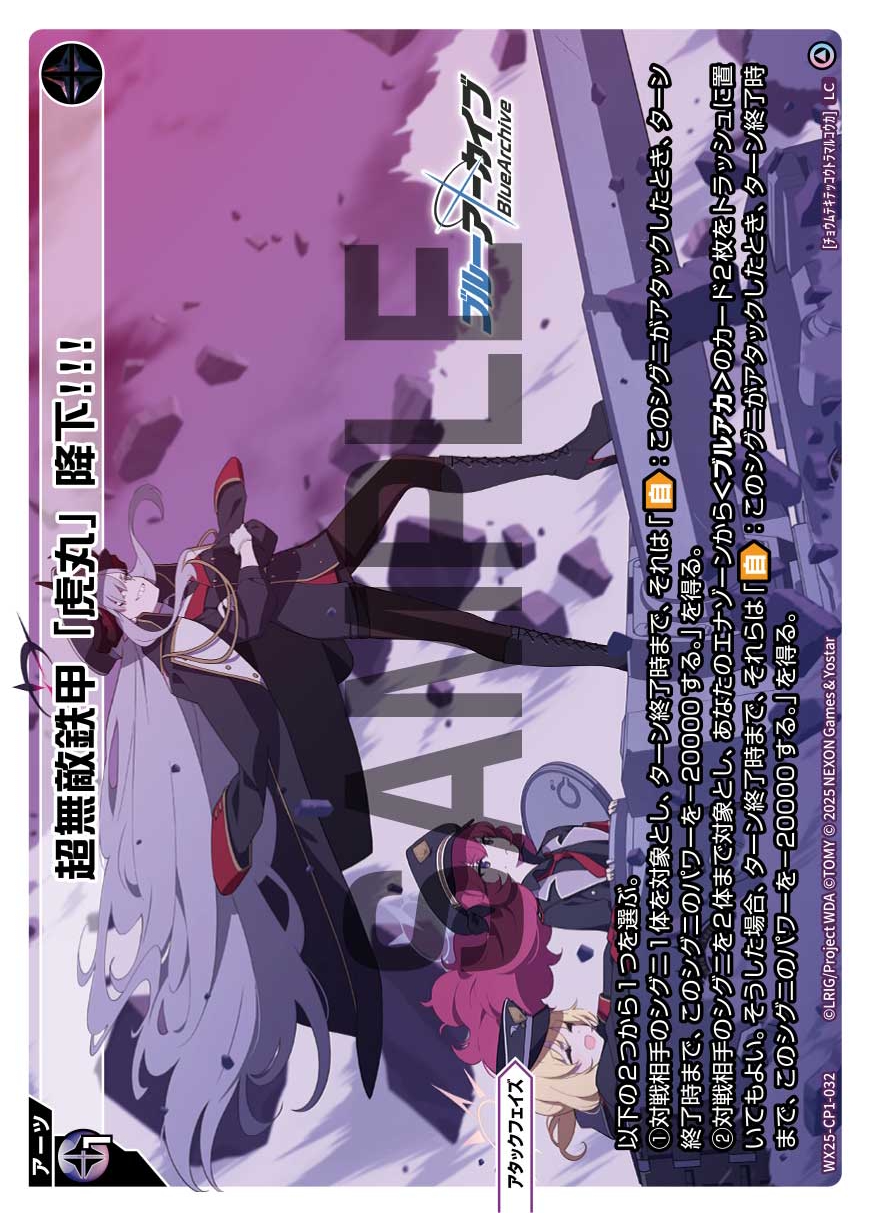 アーツ
1
超無敵鉄甲「虎丸」降下!!!
ブルーアーカイブ
BlueArchive
SAMPLE
アタックフェイズ
以下の2つから1つを選ぶ。
①対戦相手のシグニ1体を対象とし、ターン終了時まで、それは「自:このシグニがアタックしたとき、ターン
終了時まで、このシグニのパワーを－20000する。」を得る。
②対戦相手のシグニを2体まで対象とし、あなたのエナゾーンから<ブルアカ>のカード2枚をトラッシュに置
いてもよい。そうした場合、ターン終了時まで、それらは「自:このシグニがアタックしたとき、ターン終了時
まで、このシグニのパワーを－20000する。」を得る。
WX25-CP1-032
©LRIG/Project WDA ©TOMY © 2025 NEXON Games & Yostar
[チョウムテキテッコウトラマルコウカ] LC